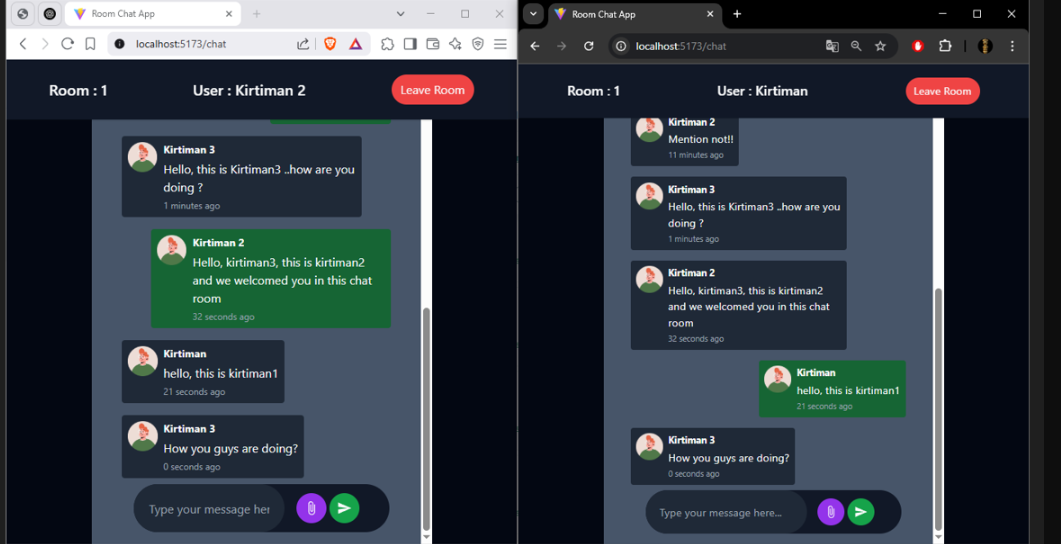 Room Chat App
localhost:5173/chat
Room : 1
User : Kirtiman 2
Leave Room
Kirtiman 3
Hello, this is Kirtiman3 ..how are you
doing ?
1 minutes ago
Kirtiman 2
Hello, kirtiman3, this is kirtiman2
and we welcomed you in this chat
room
32 seconds ago
Kirtiman
hello, this is kirtiman1
21 seconds ago
Kirtiman 3
How you guys are doing?
0 seconds ago
Type your message her
Room Chat App
localhost:5173/chat
Room : 1
User : Kirtiman
Leave Room
Kirtiman 2
Mention not!!
11 minutes ago
Kirtiman 3
Hello, this is Kirtiman3 ..how are you
doing ?
1 minutes ago
Kirtiman 2
Hello, kirtiman3, this is kirtiman2
and we welcomed you in this chat
room
32 seconds ago
Kirtiman
hello, this is kirtiman1
21 seconds ago
Kirtiman 3
How you guys are doing?
0 seconds ago
Type your message here...